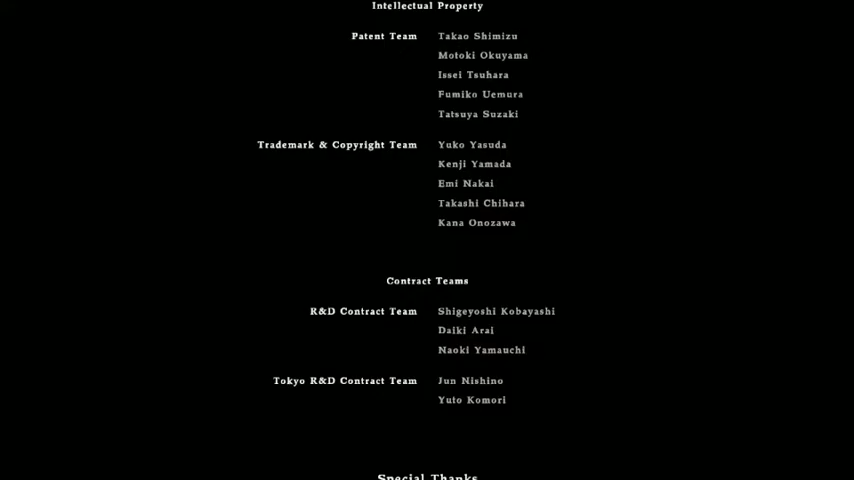 Intellectual Property
Patent Team Takao Shimizu
Motoki Okuyama
Issei Tsuhara
Fumiko Uemura
Tatsuya Suzaki
Trademark & Copyright Team Yuko Yasuda
Kenji Yamada
Emi Nakai
Takashi Chihara
Kana Onozawa
Contract Teams
R&D Contract Team Shigeyoshi Kobayashi
Daiki Arai
Naoki Yamauchi
Tokyo R&D Contract Team Jun Nishino
Yuto Komori
Special Thanks